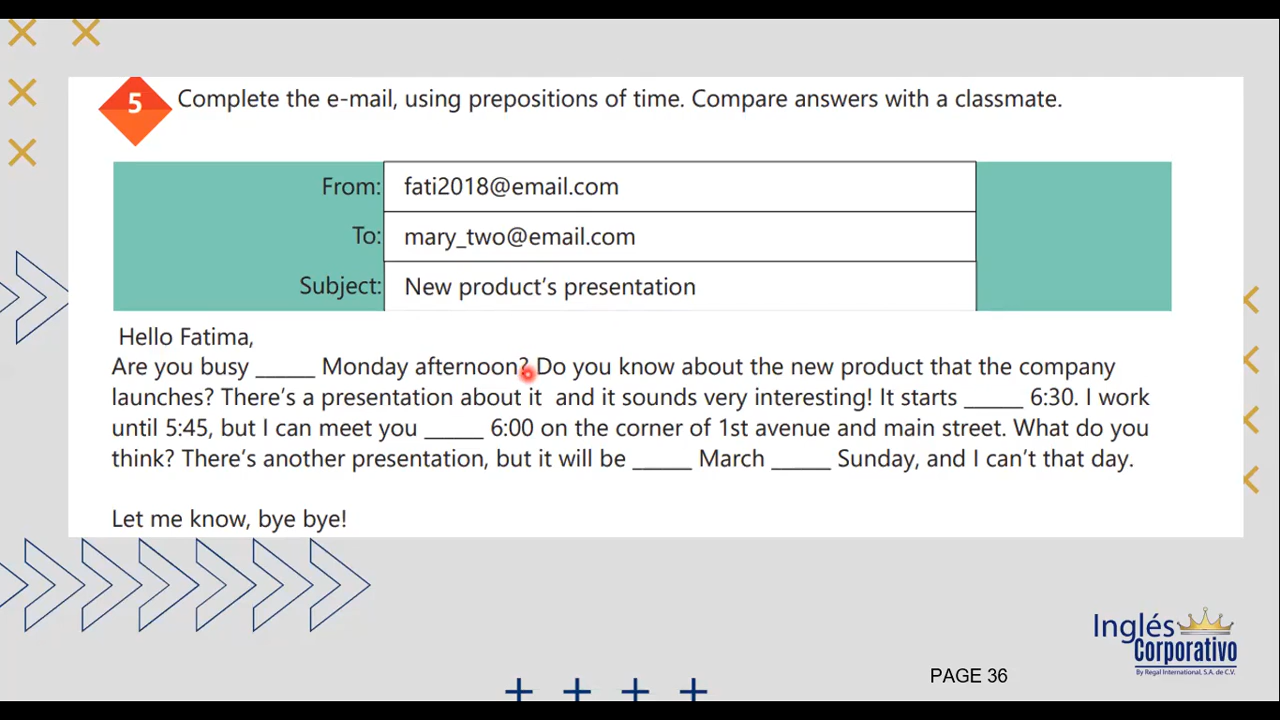 5 Complete the e-mail, using prepositions of time. Compare answers with a classmate.
From: fati2018@email.com
To: mary_two@email.com
Subject: New product's presentation
Hello Fatima,
Are you busy _____ Monday afternoon? Do you know about the new product that the company
launches? There's a presentation about it and it sounds very interesting! It starts _____ 6:30. I work
until 5:45, but I can meet you _____ 6:00 on the corner of 1st avenue and main street. What do you
think? There's another presentation, but it will be _____ March _____ Sunday, and I can't that day.
Let me know, bye bye!
Inglés
Corporativo
By Regal International, S.A. de C.V.
PAGE 36